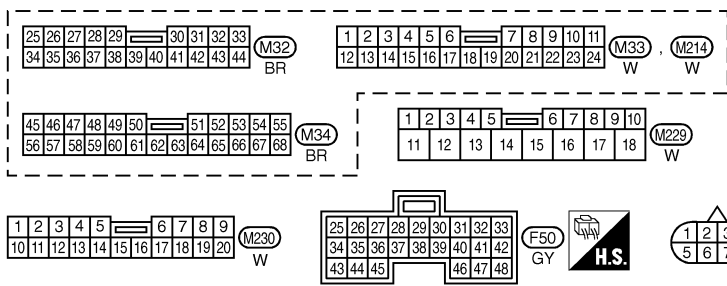 25 26 27 28 29 30 31 32 33
34 35 36 37 38 39 40 41 42 43 44
M32
BR
1 2 3 4 5 6 7 8 9 10 11
12 13 14 15 16 17 18 19 20 21 22 23 24
M33 , M214
W W
45 46 47 48 49 50 51 52 53 54 55
56 57 58 59 60 61 62 63 64 65 66 67 68
M34
BR
1 2 3 4 5 6 7 8 9 10
11 12 13 14 15 16 17 18
M229
W
1 2 3 4 5 6 7 8 9
10 11 12 13 14 15 16 17 18 19 20
M230
W
25 26 27 28 29 30 31 32 33
34 35 36 37 38 39 40 41 42
43 44 45 46 47 48
F50
GY
H.S.
1 2 3
5 6 7